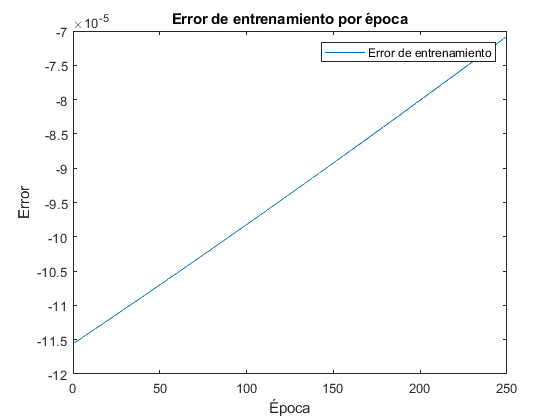 ×10-5
Error de entrenamiento por época
-7
Error de entrenamiento
-7.5
-8
-8.5
-9
-9.5
-10
-10.5
-11
-11.5
-12
Error
0 50 100 150 200 250
Época